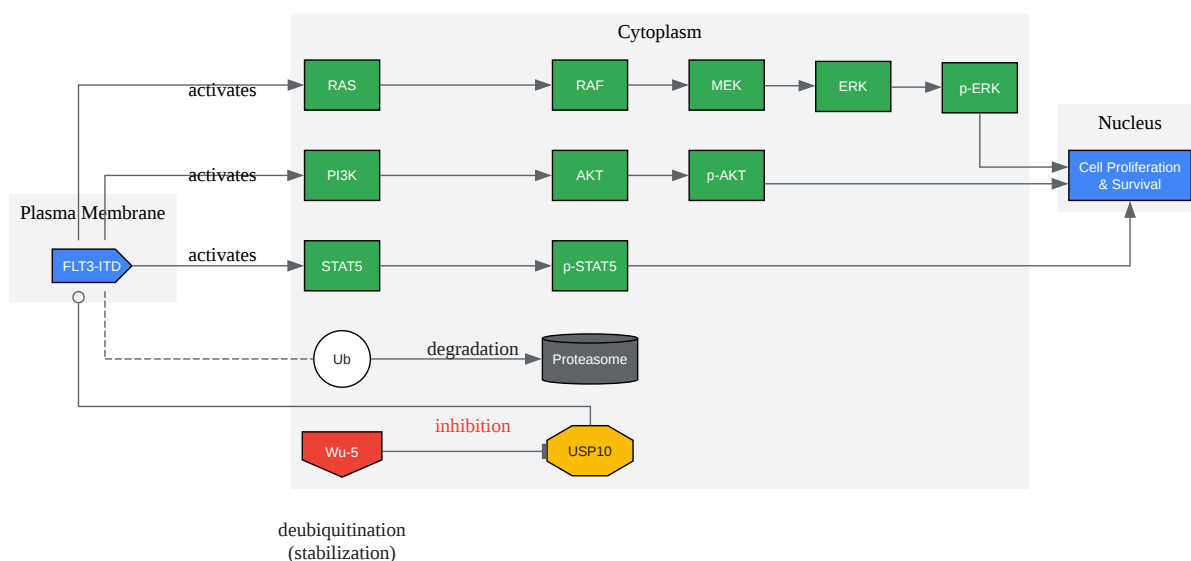 Cytoplasm
activates
RAS
RAF
MEK
ERK
p-ERK
Nucleus
activates
PI3K
AKT
p-AKT
Cell Proliferation
& Survival
Plasma Membrane
FLT3-ITD
activates
STAT5
p-STAT5
Ub
degradation
Proteasome
Wu-5
inhibition
USP10
deubiquitination
(stabilization)